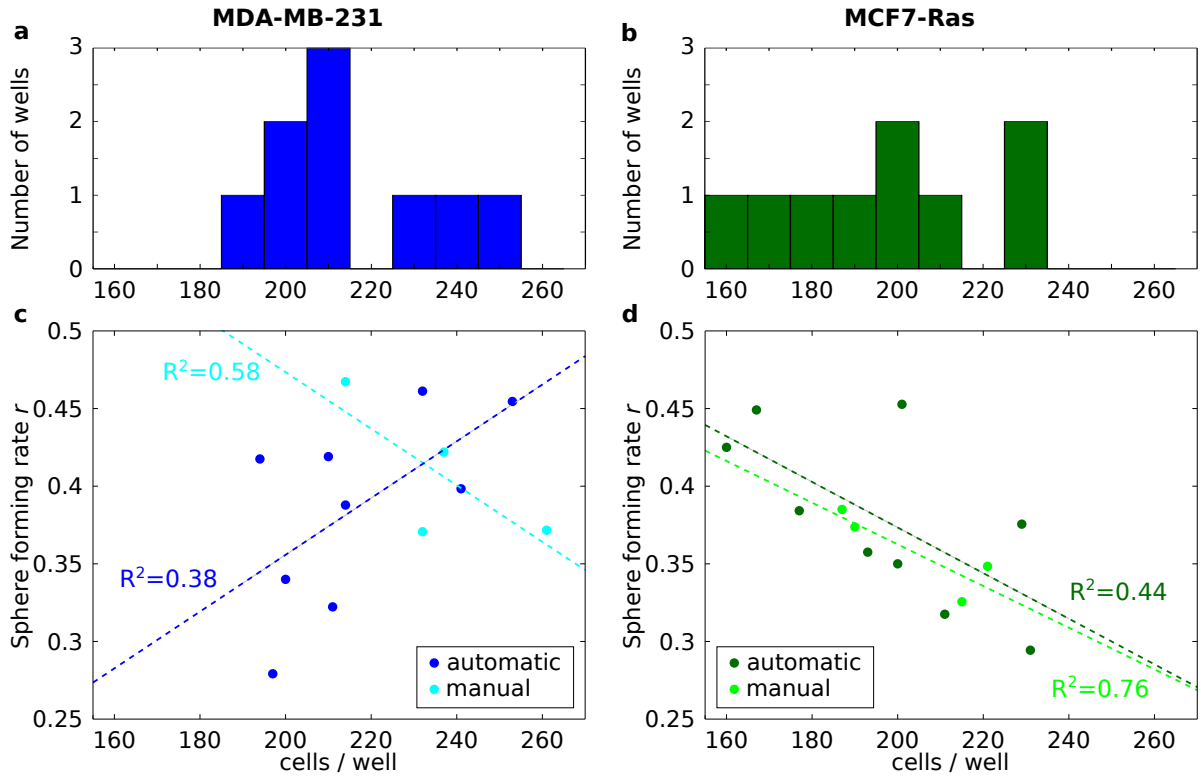 MDA-MB-231
MCF7-Ras
a
b
Number of wells
3
2
1
0
160 180 200 220 240 260
Number of wells
3
2
1
0
160 180 200 220 240 260
c
d
Sphere forming rate r
0.5
0.45
0.4
0.35
0.3
0.25
R²=0.58
R²=0.38
automatic
manual
160 180 200 220 240 260
cells / well
Sphere forming rate r
0.5
0.45
0.4
0.35
0.3
0.25
R²=0.44
R²=0.76
automatic
manual
160 180 200 220 240 260
cells / well